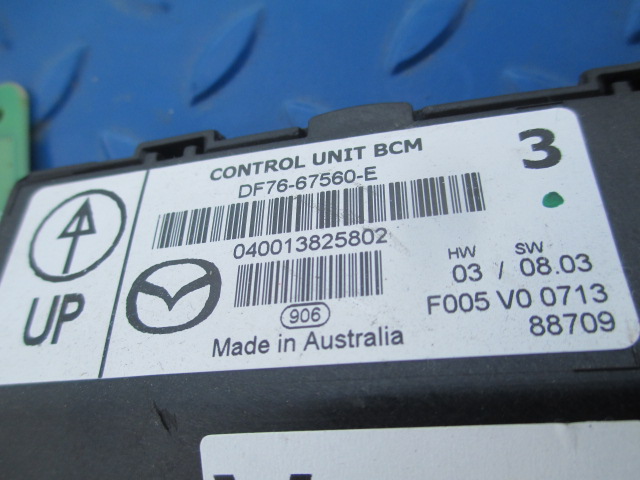 UP
CONTROL UNIT BCM
3
DF76-67560-E
040013825802
906
Made in Australia
HW SW
03 / 08.03
F005 V0 0713
88709